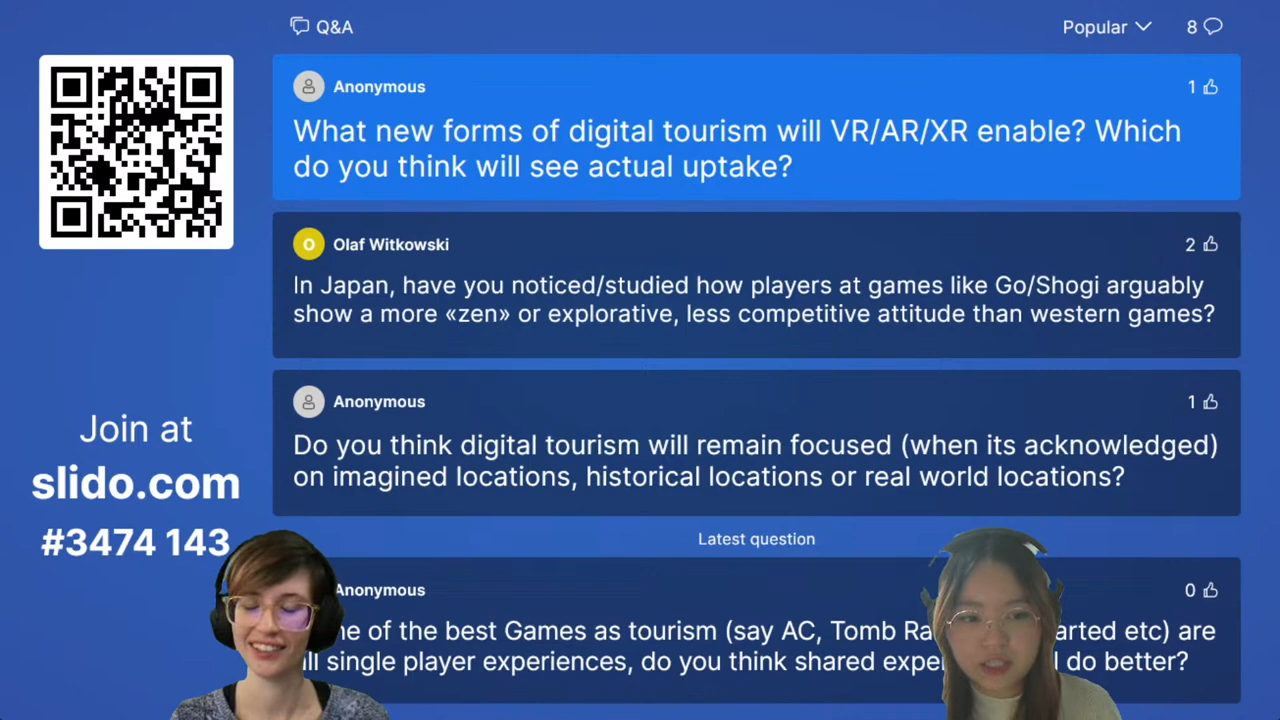 Q&A
Popular
8
Anonymous
1
What new forms of digital tourism will VR/AR/XR enable? Which
do you think will see actual uptake?
O
Olaf Witkowski
2
In Japan, have you noticed/studied how players at games like Go/Shogi arguably
show a more «zen» or explorative, less competitive attitude than western games?
Anonymous
1
Do you think digital tourism will remain focused (when its acknowledged)
on imagined locations, historical locations or real world locations?
Join at
slido.com
#3474 143
Latest question
Anonymous
0
of the best Games as tourism (say AC, Tomb etc) are
single player experiences, do you think shared do better?